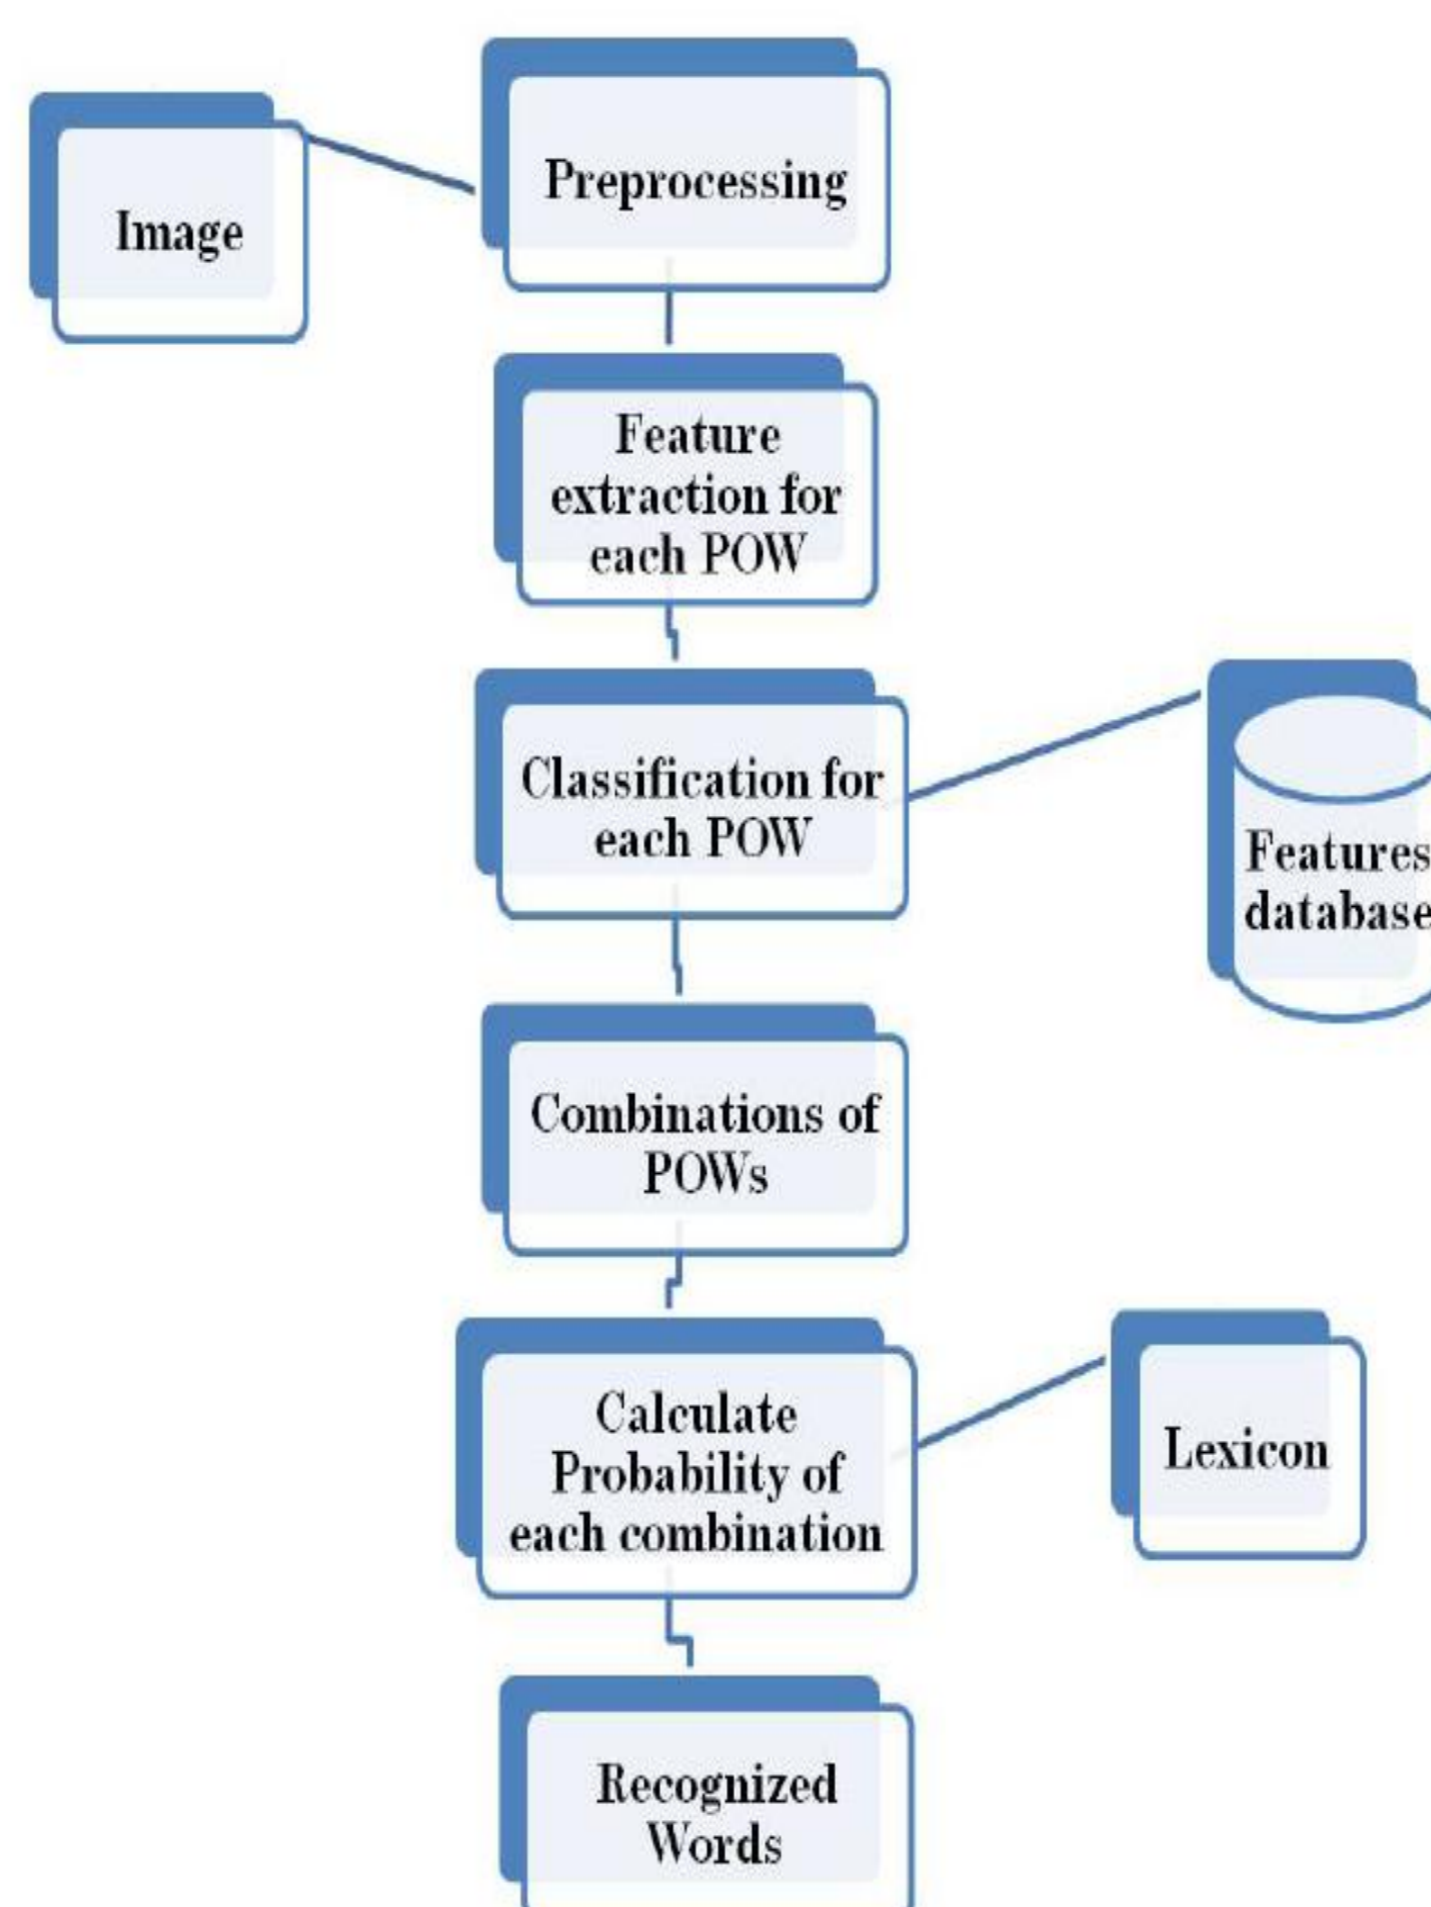 Image
Preprocessing
Feature
extraction for
each POW
Classification for
each POW
Features
database
Combinations of
POWs
Calculate
Probability of
each combination
Lexicon
Recognized
Words